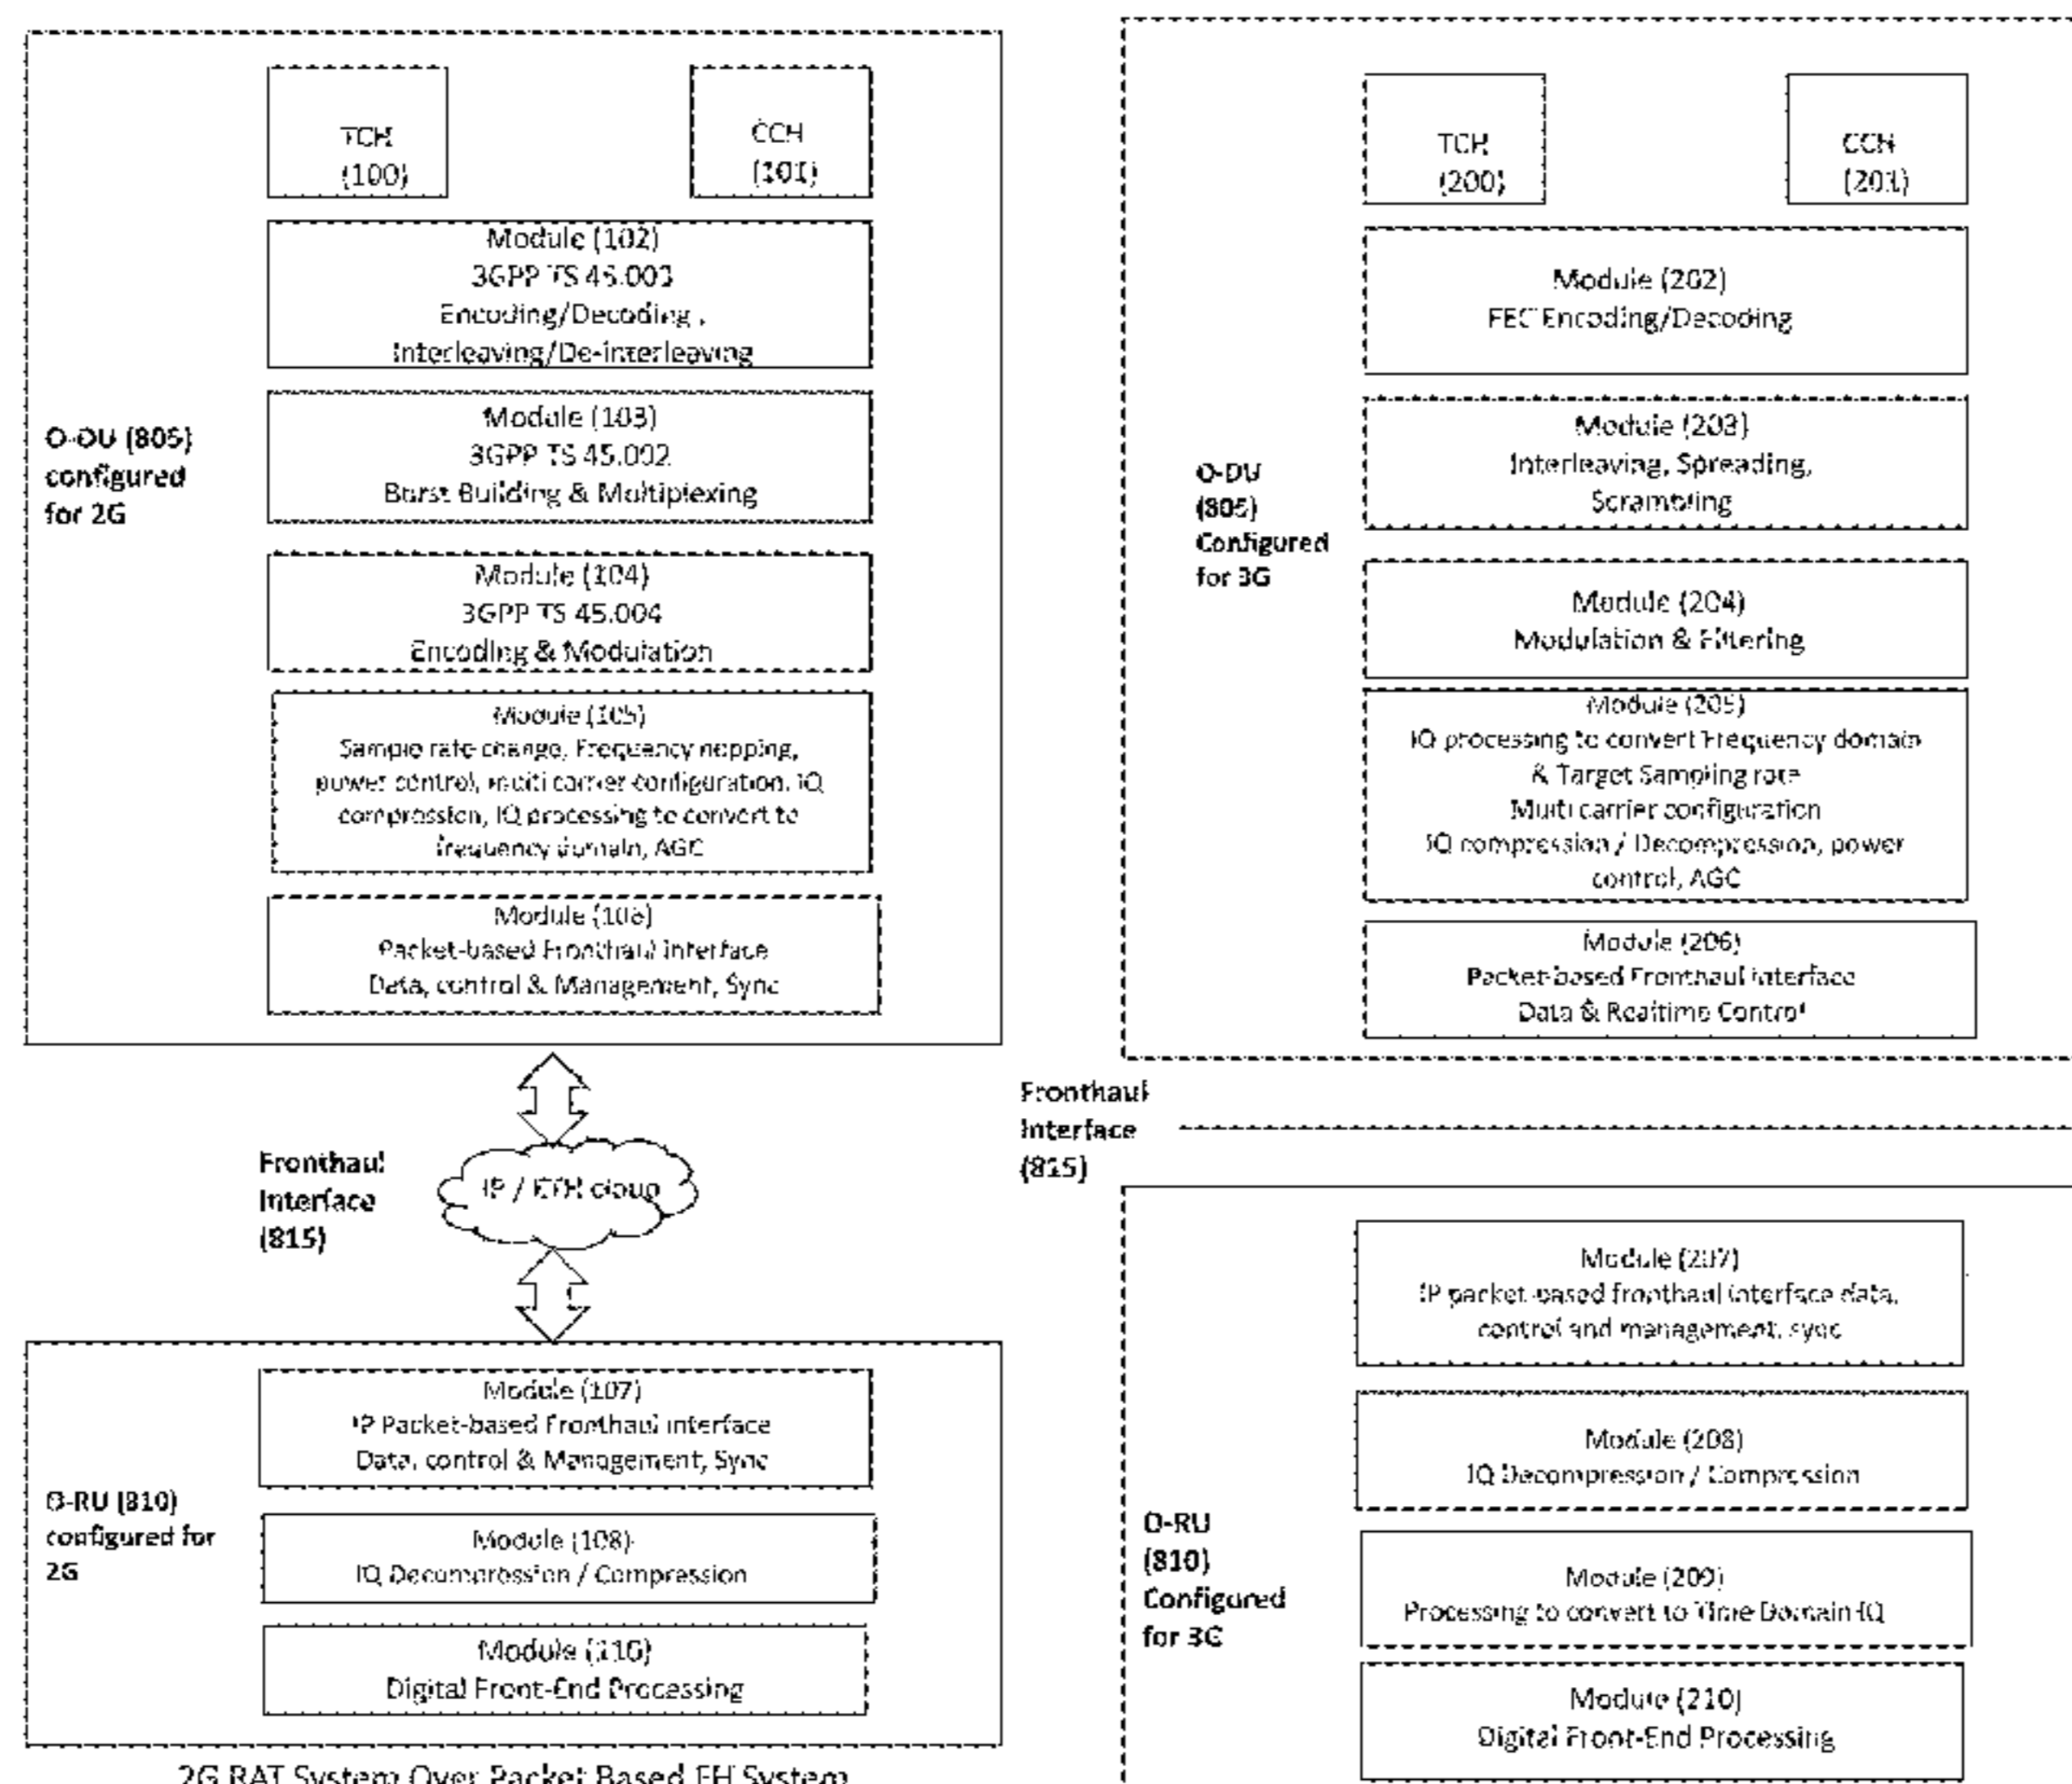 TCH
(100)
CCH
(101)
Module (102)
3GPP TS 45.003
Encoding/Decoding ,
Interleaving/De-interleaving
O-DU (805)
configured
for 2G
Module (103)
3GPP TS 45.002
Burst Building & Multiplexing
Module (104)
3GPP TS 45.004
Encoding & Modulation
Module (105)
Sample rate change, Frequency hopping,
power control, multi carrier configuration, IQ
compression, IQ processing to convert to
frequency domain, AGC
Module (106)
Packet-based Fronthaul Interface
Data, control & Management, Sync
Fronthaul
Interface
(815)
IP / ETH cloud
O-RU (810)
configured for
2G
Module (107)
IP Packet-based Fronthaul interface
Data, control & Management, Sync
Module (108)
IQ Decompression / Compression
Module (110)
Digital Front-End Processing
2G RAT System Over Packet Based FH System
TCH
(200)
CCH
(201)
Module (202)
FEC Encoding/Decoding
O-DU
(805)
Configured
for 3G
Module (203)
Interleaving, Spreading,
Scrambling
Module (204)
Modulation & Filtering
Module (205)
IQ processing to convert Frequency domain
& Target Sampling rate
Multi carrier configuration
IQ compression / Decompression, power
control, AGC
Module (206)
Packet-based Fronthaul interface
Data & Realtime Control
Fronthaul
Interface
(815)
Module (207)
IP packet-based fronthaul interface data,
control and management, sync
Module (208)
IQ Decompression / Compression
O-RU
(810)
Configured
for 3G
Module (209)
Processing to convert to Time Domain IQ
Module (210)
Digital Front-End Processing